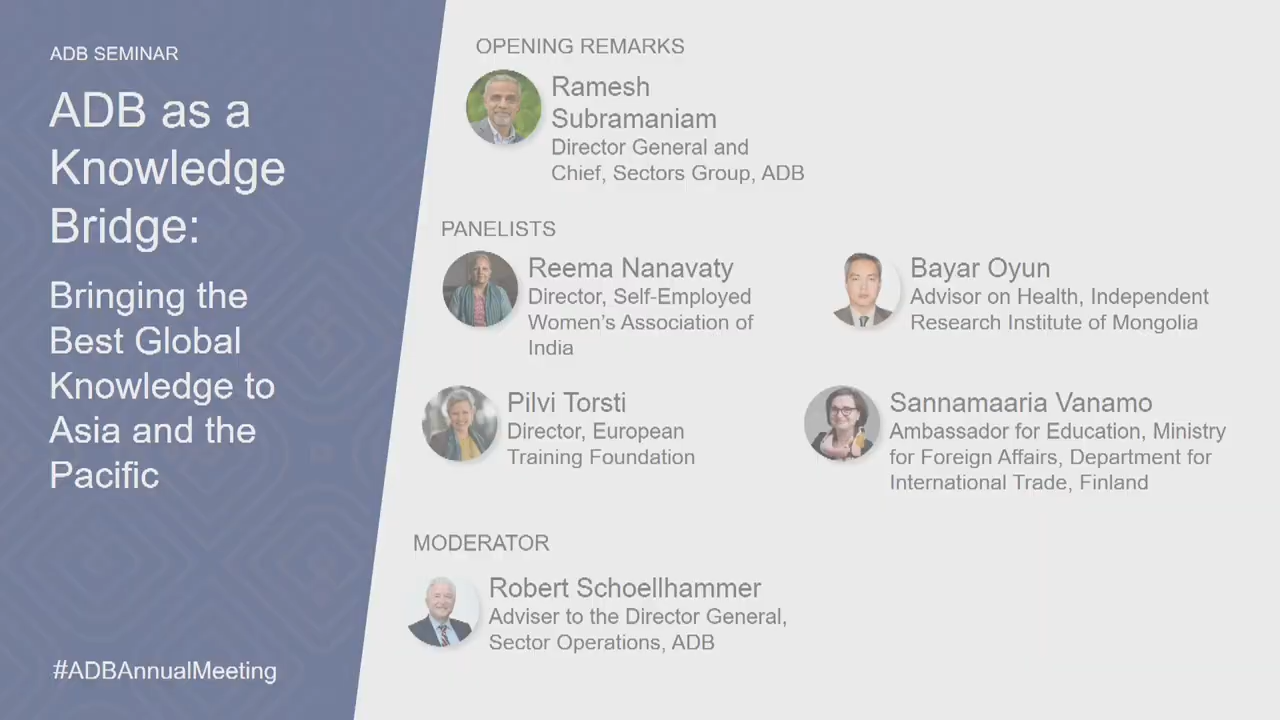 ADB SEMINAR
ADB as a
Knowledge
Bridge:
Bringing the
Best Global
Knowledge to
Asia and the
Pacific
#ADBAnnualMeeting
OPENING REMARKS
Ramesh
Subramaniam
Director General and
Chief, Sectors Group, ADB
PANELISTS
Reema Nanavaty
Director, Self-Employed
Women's Association of
India
Bayar Oyun
Advisor on Health, Independent
Research Institute of Mongolia
Pilvi Torsti
Director, European
Training Foundation
Sannamaaria Vanamo
Ambassador for Education, Ministry
for Foreign Affairs, Department for
International Trade, Finland
MODERATOR
Robert Schoellhammer
Adviser to the Director General,
Sector Operations, ADB